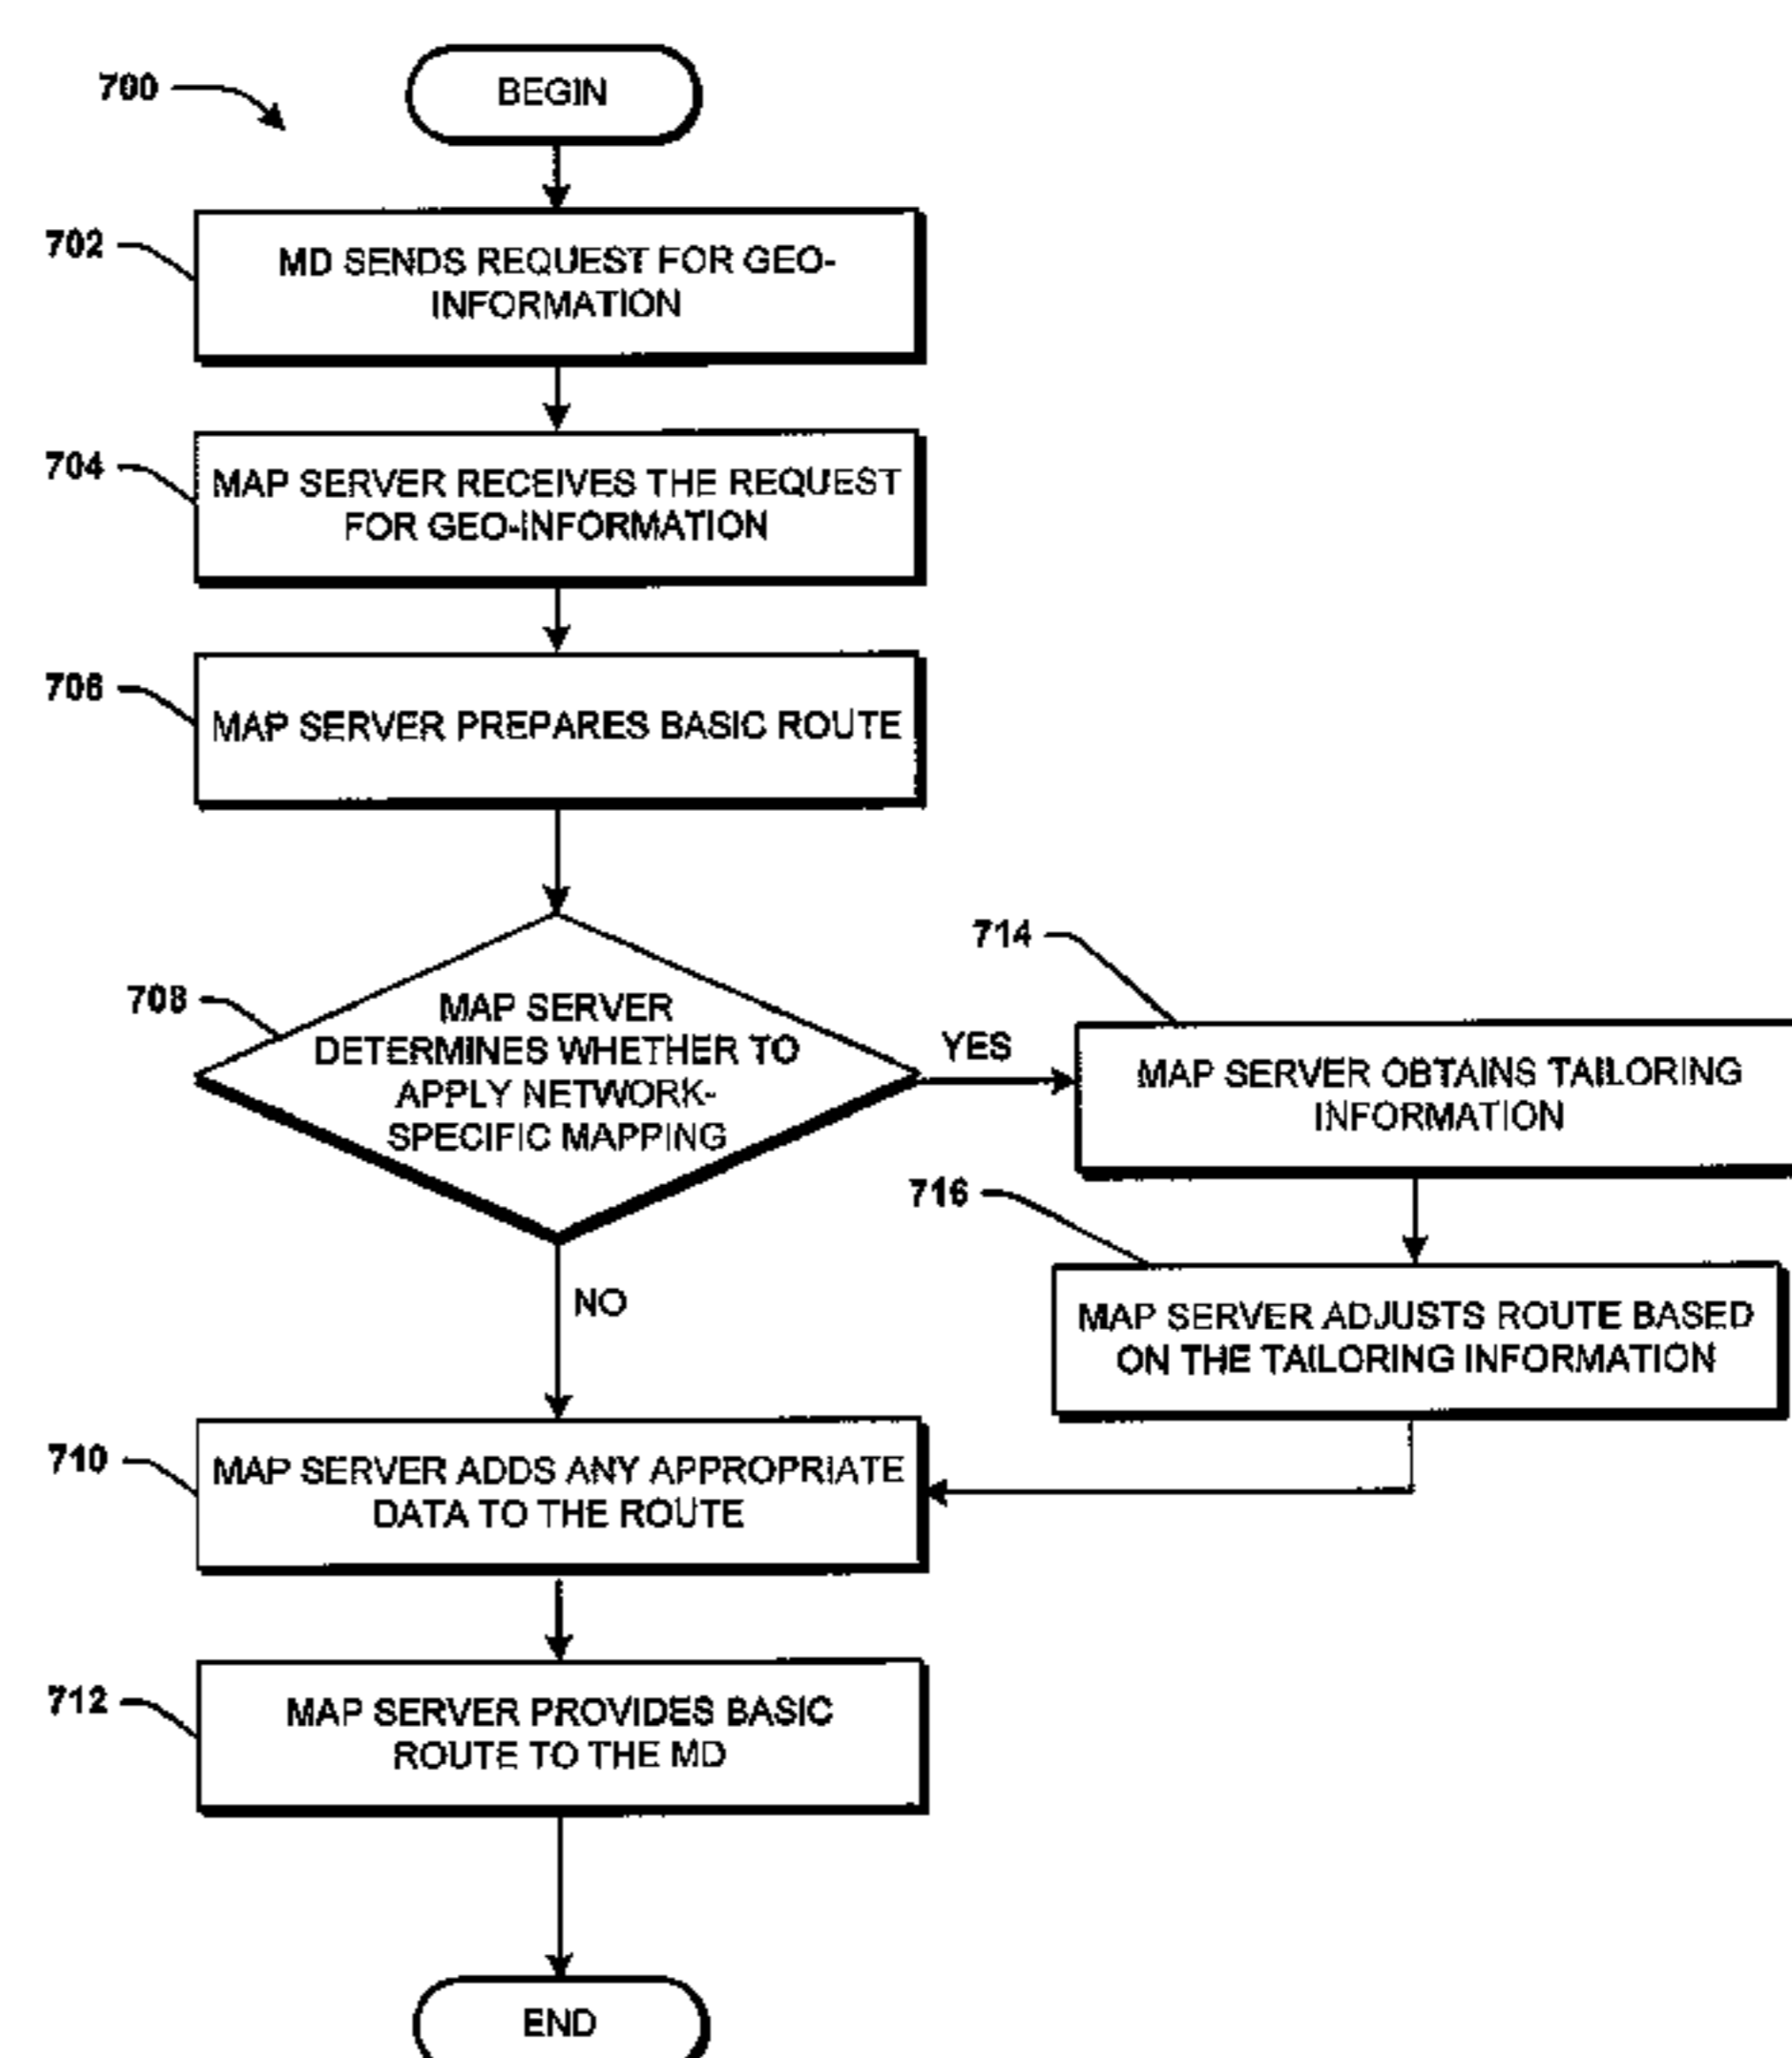 700
BEGIN
702
MD SENDS REQUEST FOR GEO-
INFORMATION
704
MAP SERVER RECEIVES THE REQUEST
FOR GEO-INFORMATION
706
MAP SERVER PREPARES BASIC ROUTE
708
MAP SERVER
DETERMINES WHETHER TO
APPLY NETWORK-
SPECIFIC MAPPING
YES
714
MAP SERVER OBTAINS TAILORING
INFORMATION
716
MAP SERVER ADJUSTS ROUTE BASED
ON THE TAILORING INFORMATION
NO
710
MAP SERVER ADDS ANY APPROPRIATE
DATA TO THE ROUTE
712
MAP SERVER PROVIDES BASIC
ROUTE TO THE MD
END